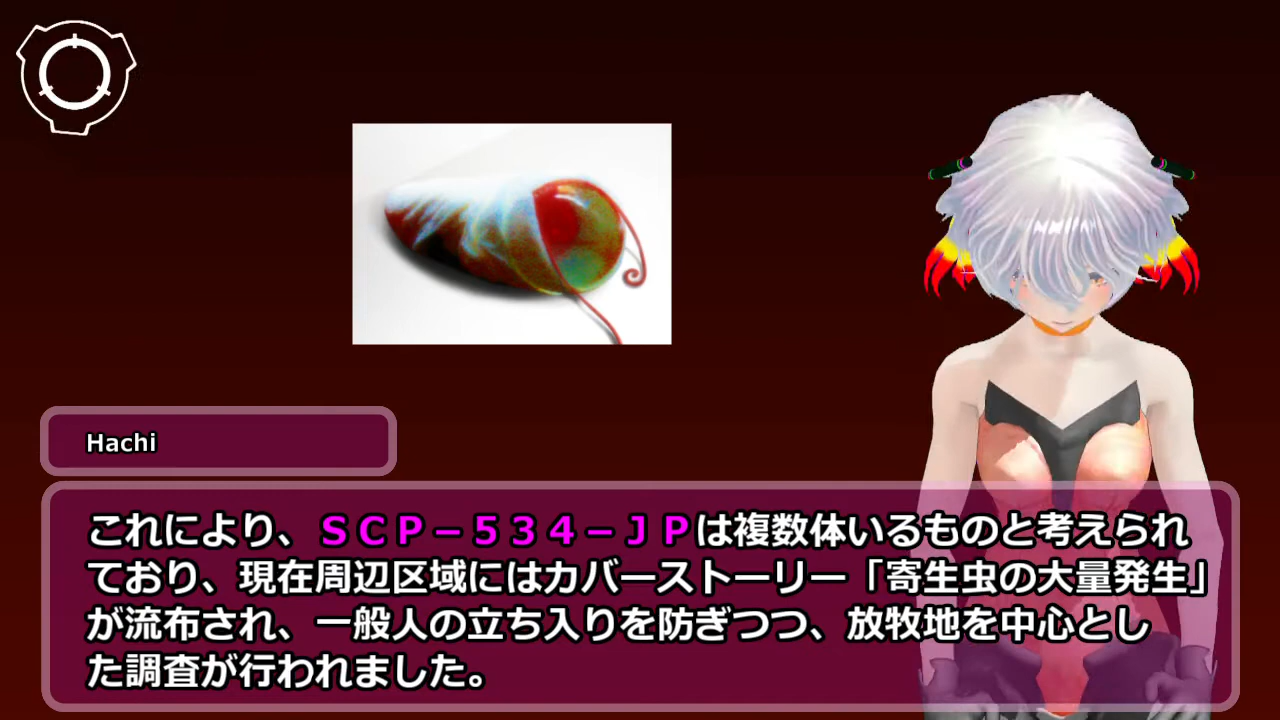 Hachi
これにより、ＳＣＰ－５３４－ＪＰは複数体いるものと考えられ
ており、現在周辺区域にはカバーストーリー「寄生虫の大量発生」
が流布され、一般人の立ち入りを防ぎつつ、放牧地を中心とし
た調査が行われました。